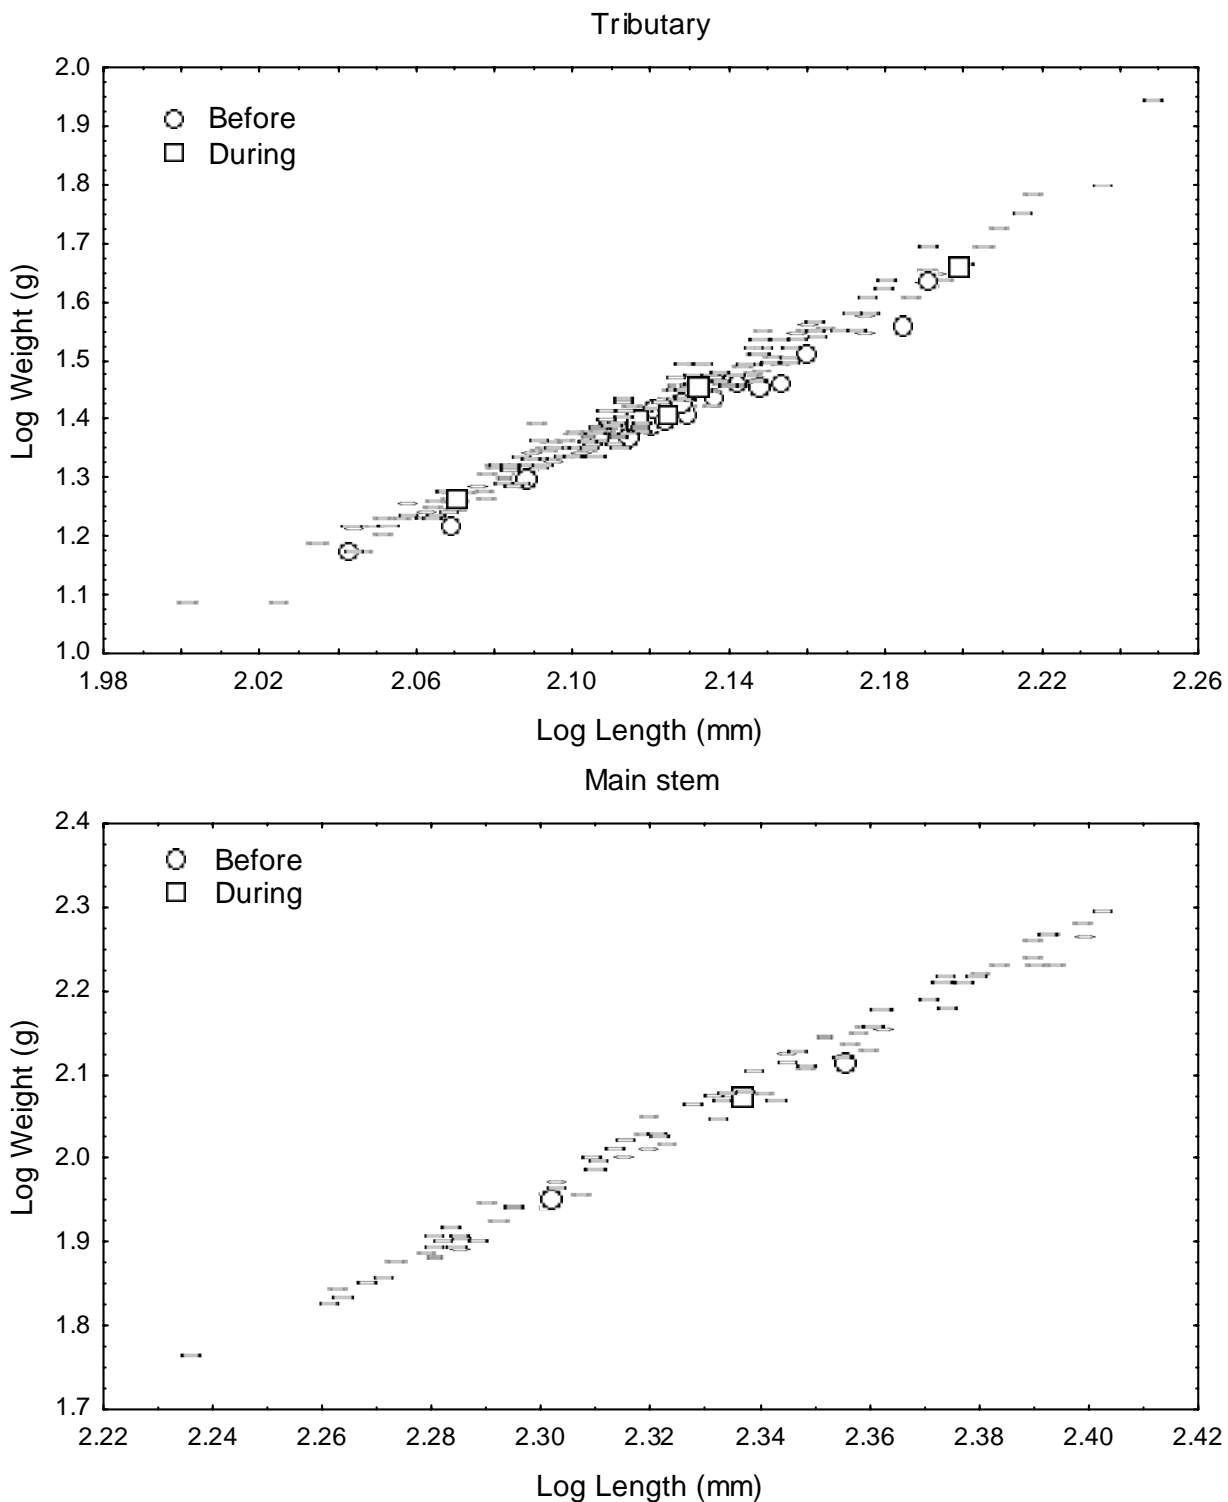 Tributary
2.0
1.9
1.8
1.7
1.6
1.5
1.4
1.3
1.2
1.1
1.0
Log Weight (g)
Before
During
1.98 2.02 2.06 2.10 2.14 2.18 2.22 2.26
Log Length (mm)
Main stem
2.4
2.3
2.2
2.1
2.0
1.9
1.8
1.7
Log Weight (g)
Before
During
2.22 2.24 2.26 2.28 2.30 2.32 2.34 2.36 2.38 2.40 2.42
Log Length (mm)